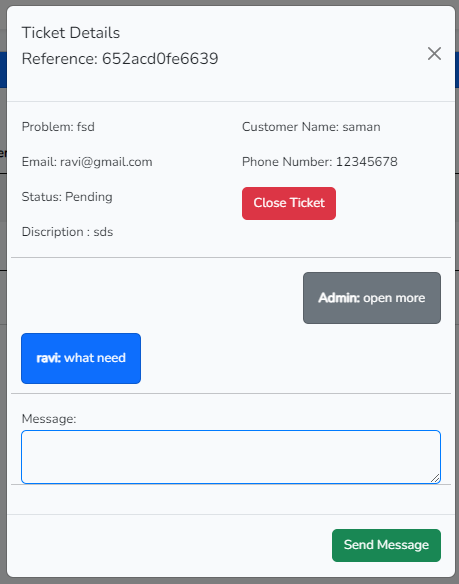 Ticket Details
Reference: 652acd0fe6639
Problem: fsd
Customer Name: saman
Email: ravi@gmail.com
Phone Number: 12345678
Status: Pending
Close Ticket
Discription : sds
Admin: open more
ravi: what need
Message:
Send Message